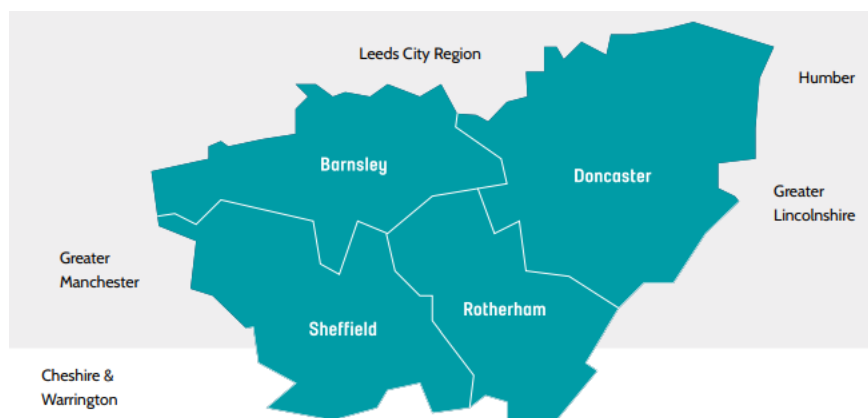 Leeds City Region
Humber
Barnsley
Doncaster
Greater
Lincolnshire
Greater
Manchester
Rotherham
Sheffield
Cheshire &
Warrington